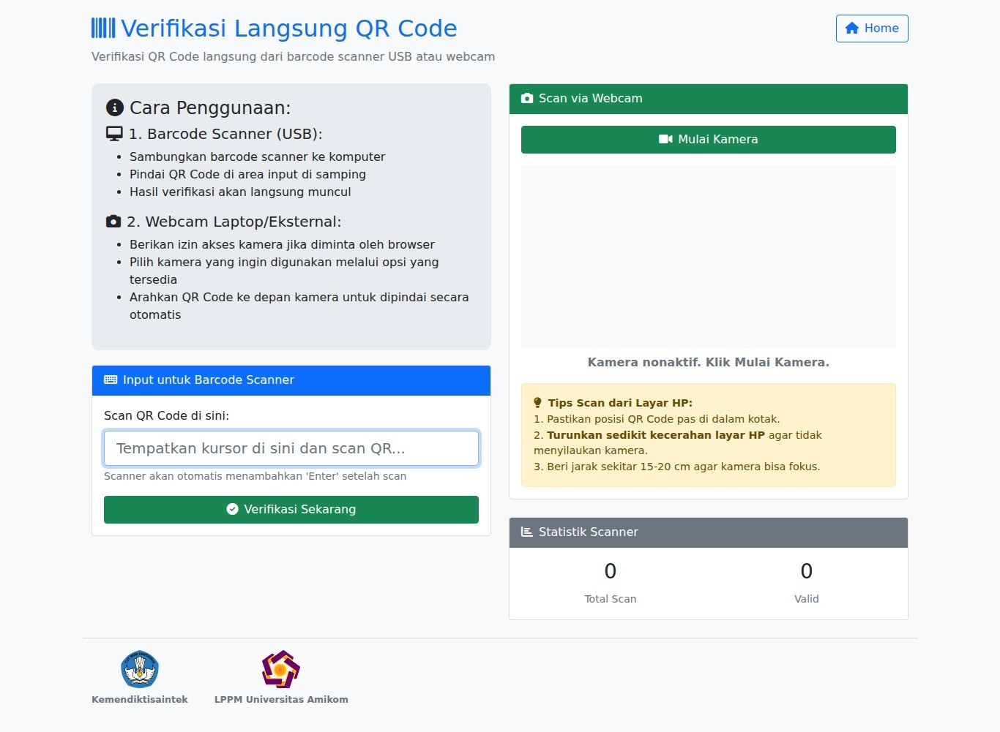 Verifikasi Langsung QR Code
Home
Verifikasi QR Code langsung dari barcode scanner USB atau webcam
Cara Penggunaan:
1. Barcode Scanner (USB):
• Sambungkan barcode scanner ke komputer
• Pindai QR Code di area input di samping
• Hasil verifikasi akan langsung muncul
2. Webcam Laptop/Eksternal:
• Berikan izin akses kamera jika diminta oleh browser
• Pilih kamera yang ingin digunakan melalui opsi yang
tersedia
• Arahkan QR Code ke depan kamera untuk dipindai secara
otomatis
Input untuk Barcode Scanner
Scan QR Code di sini:
Tempatkan kursor di sini dan scan QR...
Scanner akan otomatis menambahkan 'Enter' setelah scan
Verifikasi Sekarang
Scan via Webcam
Mulai Kamera
Kamera nonaktif. Klik Mulai Kamera.
Tips Scan dari Layar HP:
1. Pastikan posisi QR Code pas di dalam kotak.
2. Turunkan sedikit kecerahan layar HP agar tidak
menyilaukan kamera.
3. Beri jarak sekitar 15-20 cm agar kamera bisa fokus.
Statistik Scanner
0
Total Scan
0
Valid
Kemendiktisaintek
LPPM Universitas Amikom